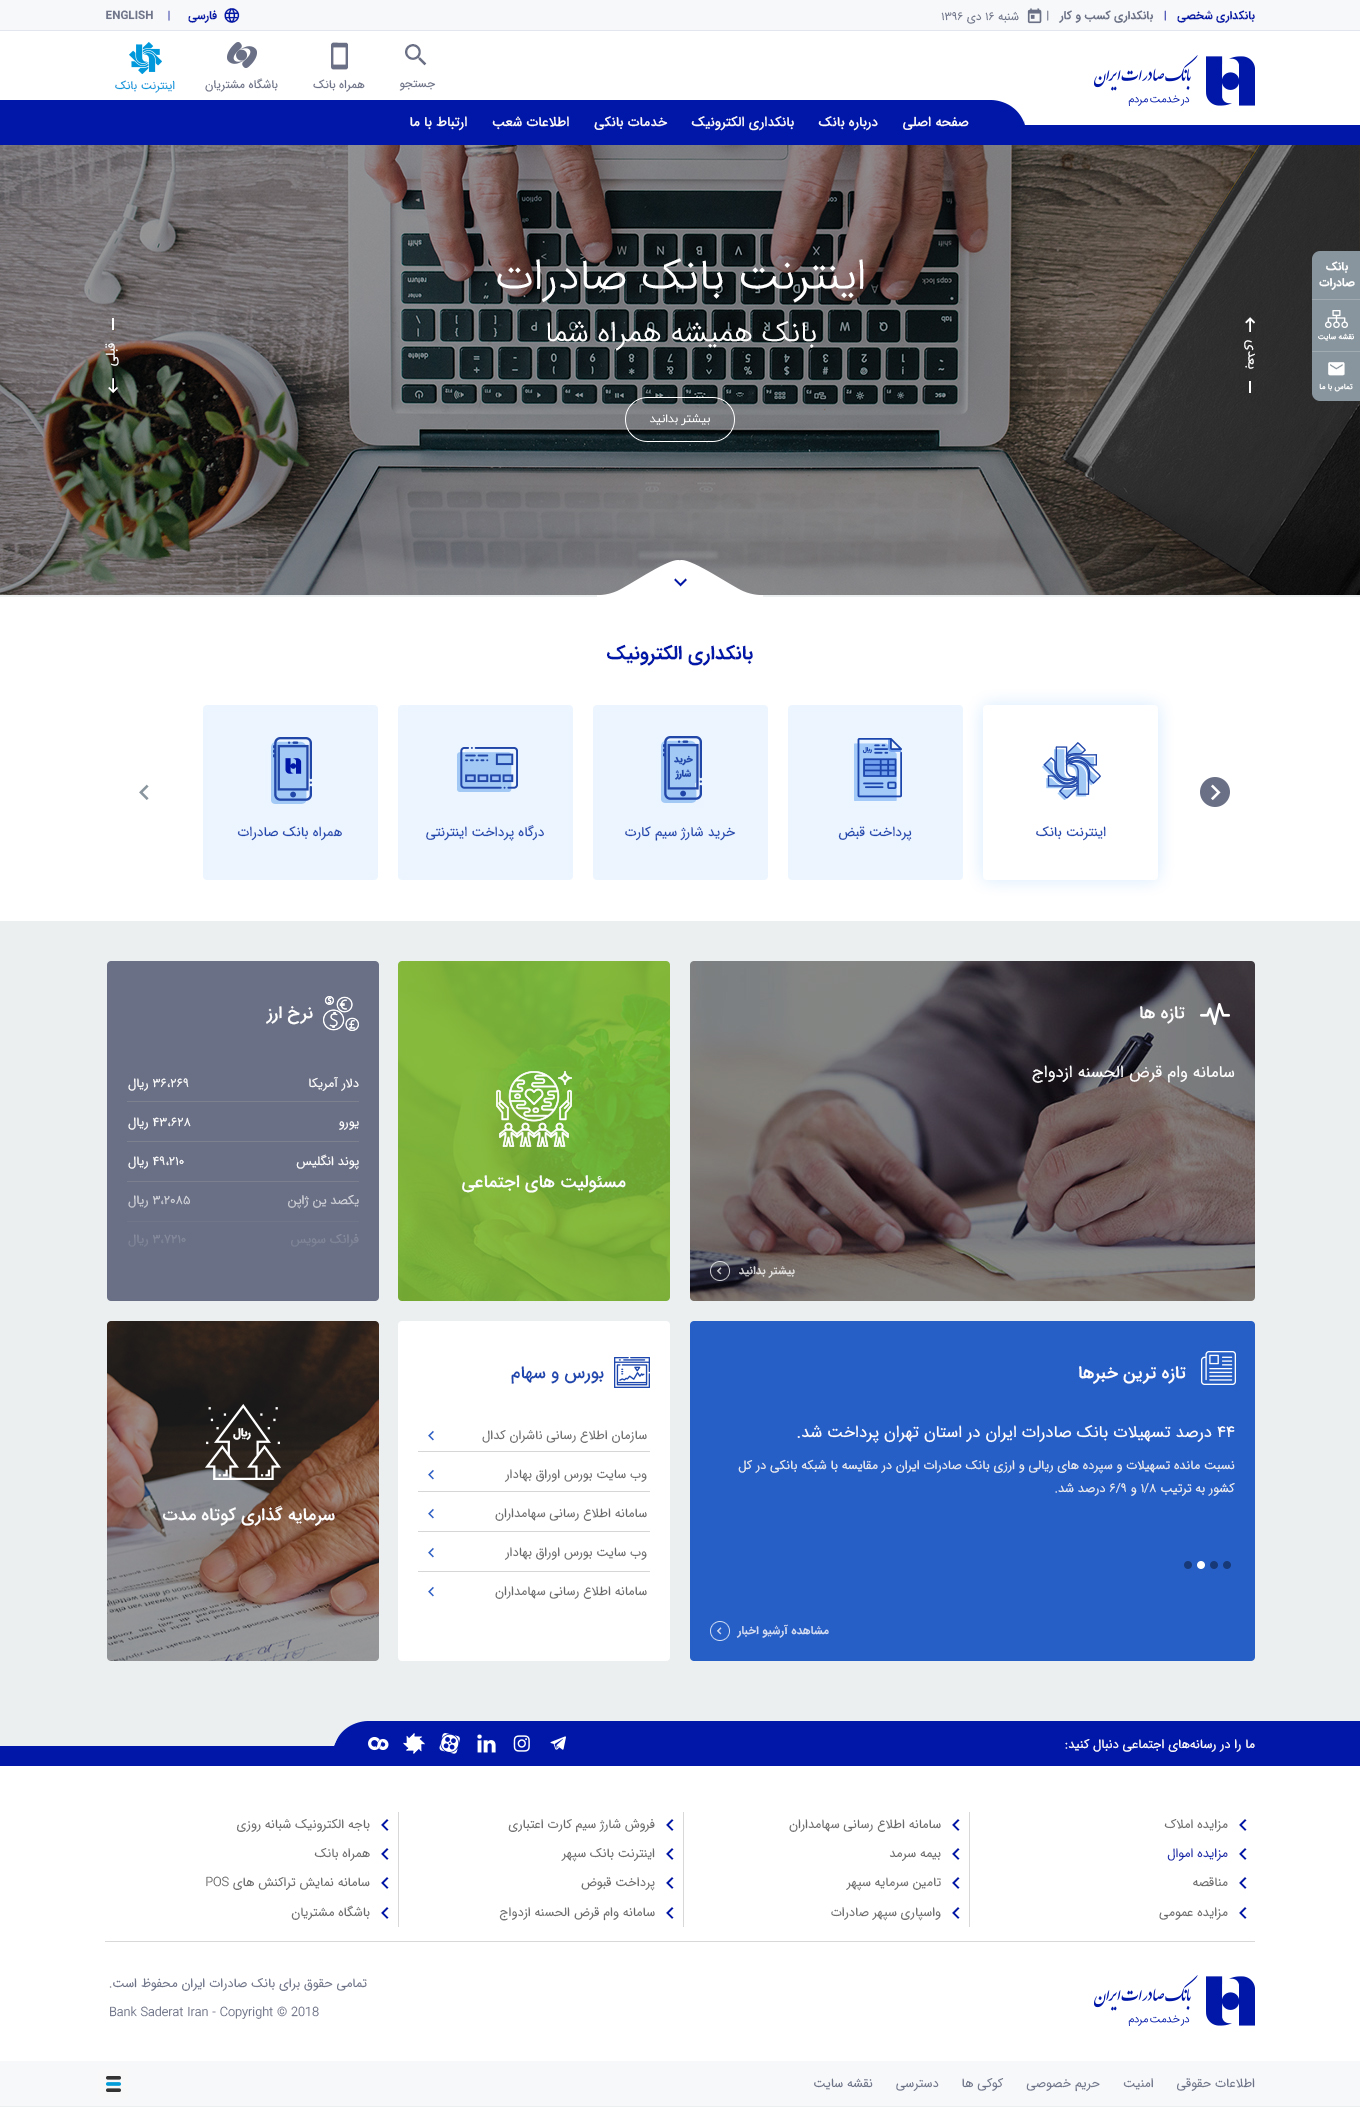 بانکداری شخصی | بانکداری کسب و کار | شنبه ۱۶ دی ۱۳۹۶
فارسی | ENGLISH
بانک صادرات ایران
در خدمت مردم
جستجو
همراه بانک
باشگاه مشتریان
اینترنت بانک
صفحه اصلی
درباره بانک
بانکداری الکترونیک
خدمات بانکی
اطلاعات شعب
ارتباط با ما
بانک
صادرات
نقشه سایت
تماس با ما
اینترنت بانک صادرات
بانک همیشه همراه شما
بیشتر بدانید
بعدی
قبلی
بانکداری الکترونیک
اینترنت بانک
ریال
پرداخت قبض
خرید
شارژ
خرید شارژ سیم کارت
درگاه پرداخت اینترنتی
همراه بانک صادرات
تازه ها
سامانه وام قرض الحسنه ازدواج
بیشتر بدانید
مسئولیت های اجتماعی
نرخ ارز
دلار آمریکا ۳۶،۲۶۹ ریال
یورو ۴۳،۶۲۸ ریال
پوند انگلیس ۴۹،۲۱۰ ریال
یکصد ین ژاپن ۳،۲۰۸۵ ریال
فرانک سویس ۳،۷۲۱۰ ریال
تازه ترین خبرها
۴۴ درصد تسهیلات بانک صادرات ایران در استان تهران پرداخت شد.
نسبت مانده تسهیلات و سپرده های ریالی و ارزی بانک صادرات ایران در مقایسه با شبکه بانکی در کل
کشور به ترتیب ۱/۸ و ۶/۹ درصد شد.
مشاهده آرشیو اخبار
بورس و سهام
سازمان اطلاع رسانی ناشران کدال
وب سایت بورس اوراق بهادار
سامانه اطلاع رسانی سهامداران
وب سایت بورس اوراق بهادار
سامانه اطلاع رسانی سهامداران
ریال
سرمایه گذاری کوتاه مدت
ما را در رسانه‌های اجتماعی دنبال کنید:
مزایده املاک
مزایده اموال
مناقصه
مزایده عمومی
سامانه اطلاع رسانی سهامداران
بیمه سرمد
تامین سرمایه سپهر
واسپاری سپهر صادرات
فروش شارژ سیم کارت اعتباری
اینترنت بانک سپهر
پرداخت قبوض
سامانه وام قرض الحسنه ازدواج
باجه الکترونیک شبانه روزی
همراه بانک
سامانه نمایش تراکنش های POS
باشگاه مشتریان
بانک صادرات ایران
در خدمت مردم
تمامی حقوق برای بانک صادرات ایران محفوظ است.
Bank Saderat Iran - Copyright © 2018
اطلاعات حقوقی
امنیت
حریم خصوصی
کوکی ها
دسترسی
نقشه سایت